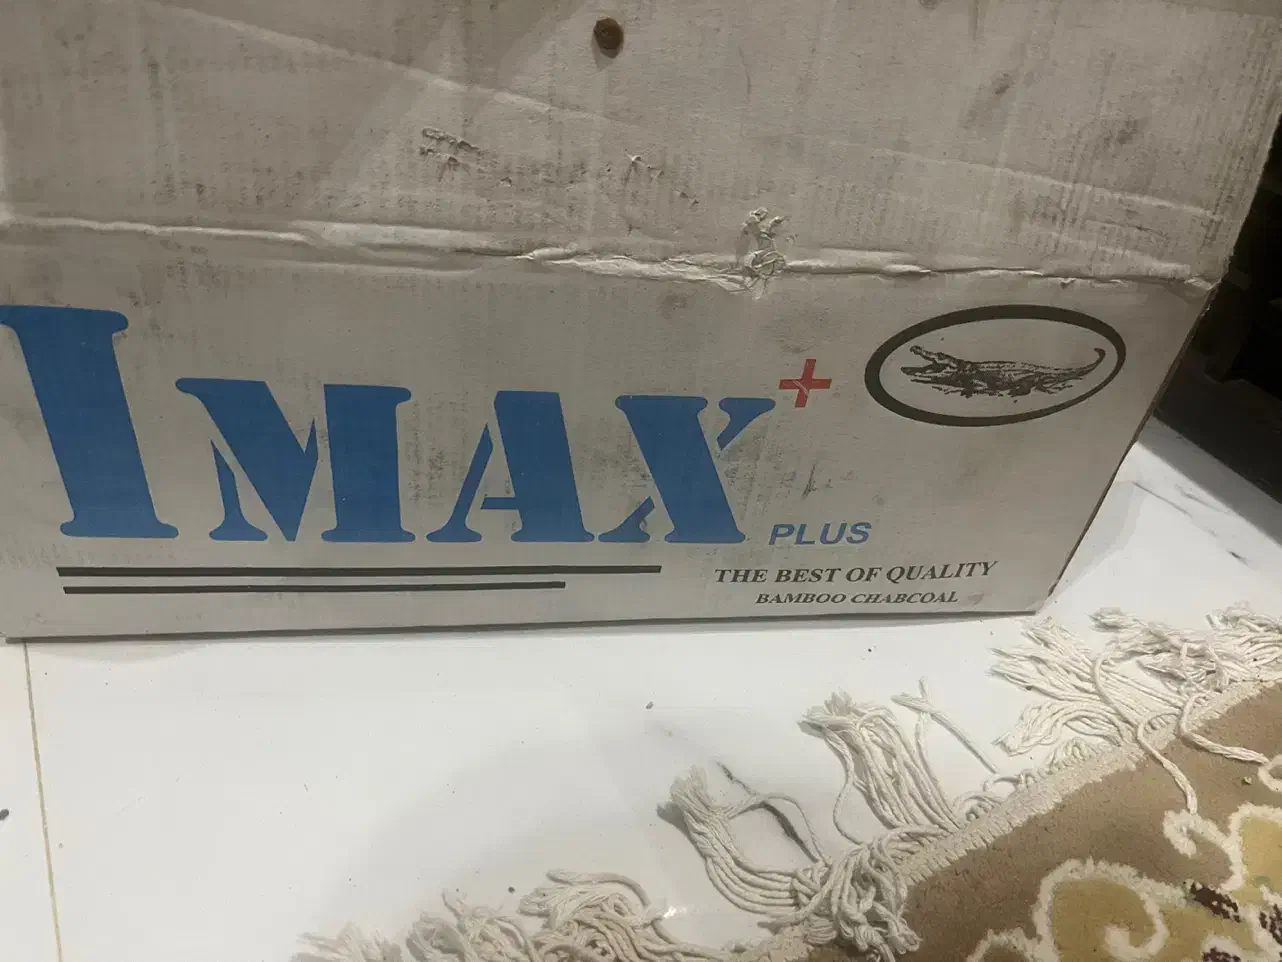 IMAX+
PLUS
THE BEST OF QUALITY
BAMBOO CHABCOAL